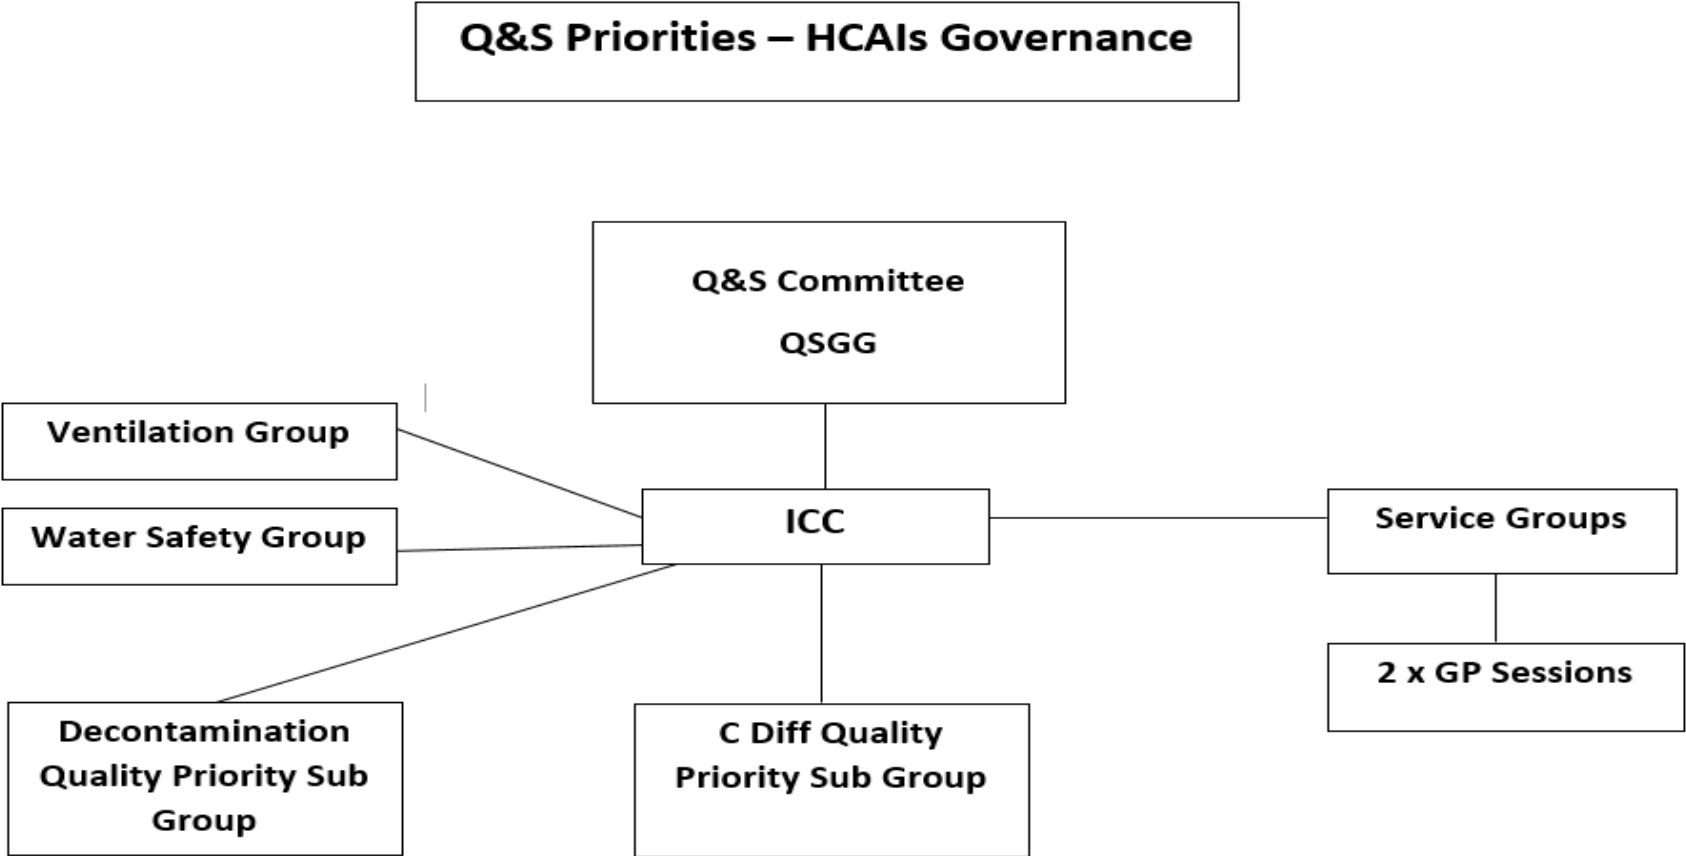 Q&S Priorities – HCAIs Governance
Q&S Committee
QSGG
Ventilation Group
Water Safety Group
ICC
Service Groups
2 x GP Sessions
Decontamination
Quality Priority Sub
Group
C Diff Quality
Priority Sub Group